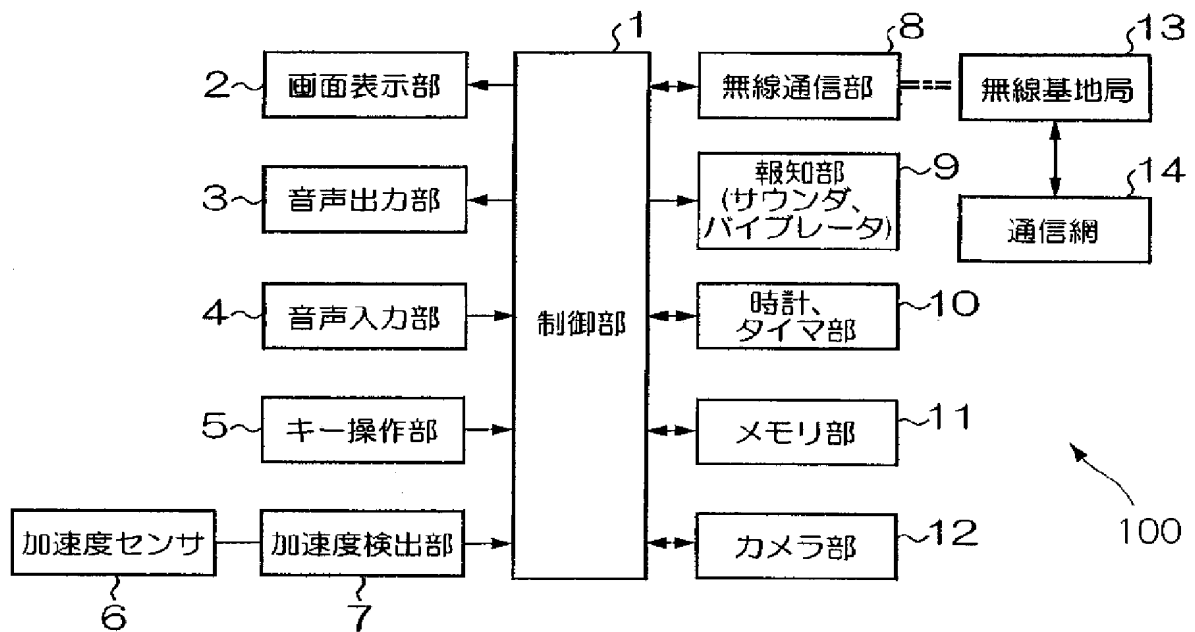 1
制御部
2
画面表示部
3
音声出力部
4
音声入力部
5
キー操作部
加速度センサ
6
加速度検出部
7
8
無線通信部
9
報知部
(サウンダ、
バイブレータ)
10
時計、
タイマ部
11
メモリ部
12
カメラ部
13
無線基地局
14
通信網
100